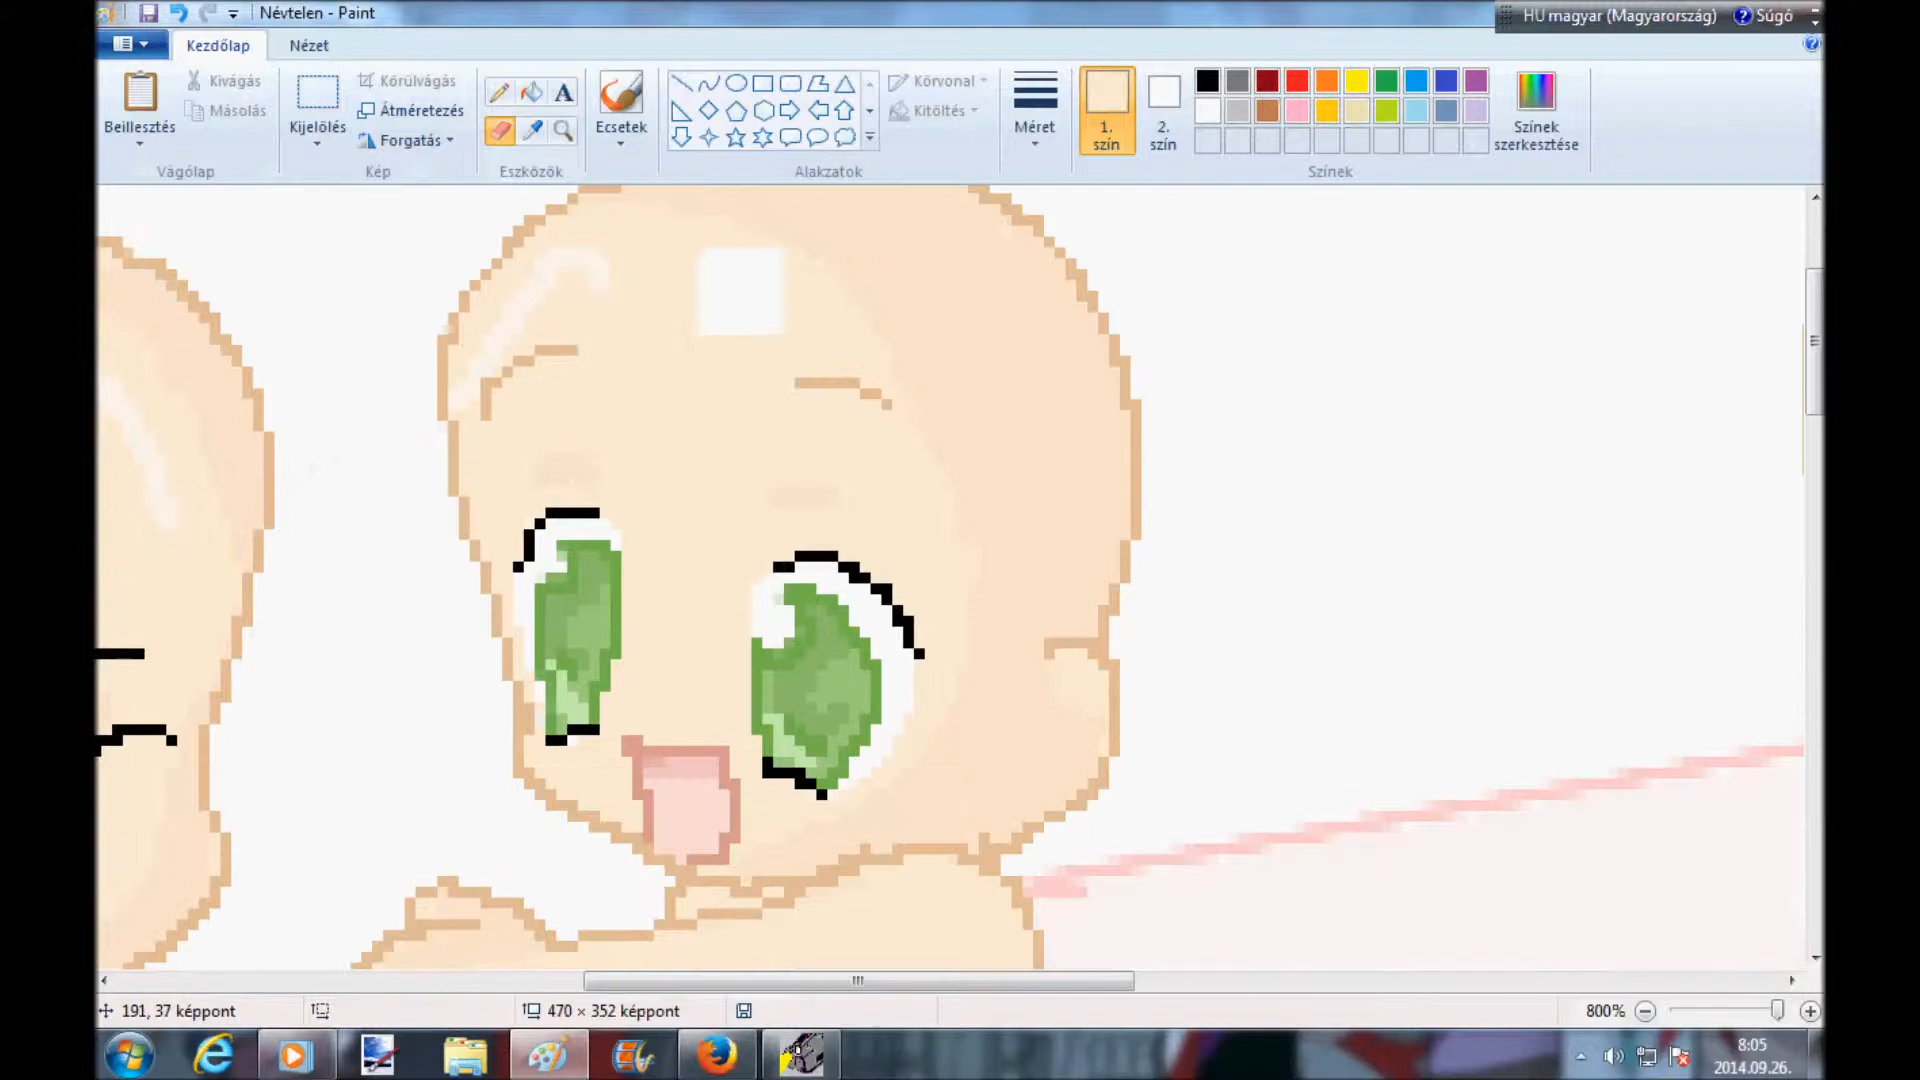 Névtelen - Paint
HU magyar (Magyarország) Súgó
Kezdőlap Nézet
Beillesztés
Kivágás
Másolás
Vágólap
Kijelölés
Körülvágás
Átméretezés
Forgatás
Kép
A
Eszközök
Ecsetek
Alakzatok
Körvonal
Kitöltés
Méret
1. szín
2. szín
Színek szerkesztése
Színek
191, 37 képpont
470 × 352 képpont
800%
8:05
2014.09.26.